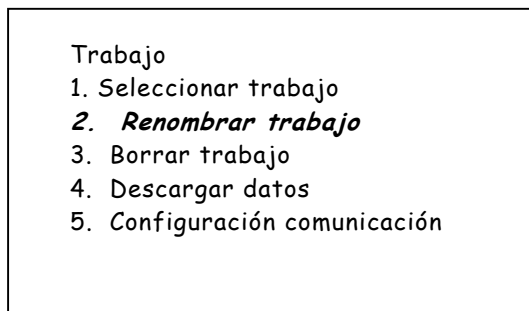 Trabajo
1. Seleccionar trabajo
2. Renombrar trabajo
3. Borrar trabajo
4. Descargar datos
5. Configuración comunicación